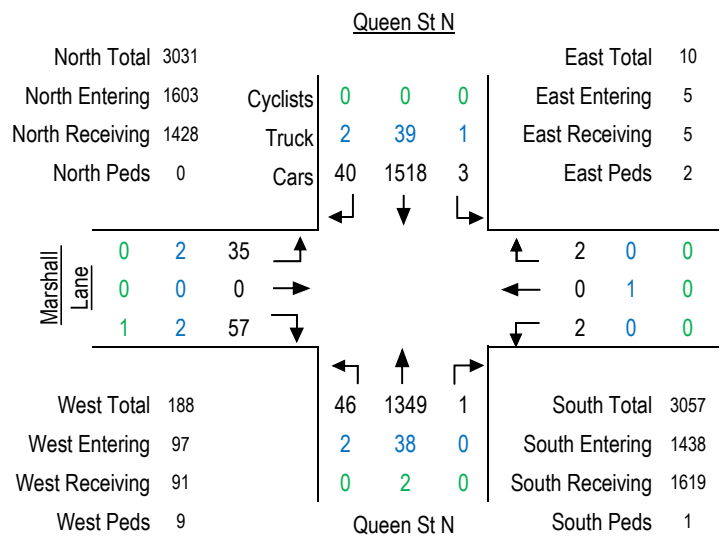 Queen St N
North Total 3031
North Entering 1603
North Receiving 1428
North Peds 0
East Total 10
East Entering 5
East Receiving 5
East Peds 2
Cyclists 0 0 0
Truck 2 39 1
Cars 40 1518 3
Marshall
Lane
0 2 35
0 0 0
1 2 57
2 0 0
0 1 0
2 0 0
46 1349 1
2 38 0
0 2 0
West Total 188
West Entering 97
West Receiving 91
West Peds 9
South Total 3057
South Entering 1438
South Receiving 1619
South Peds 1
Queen St N